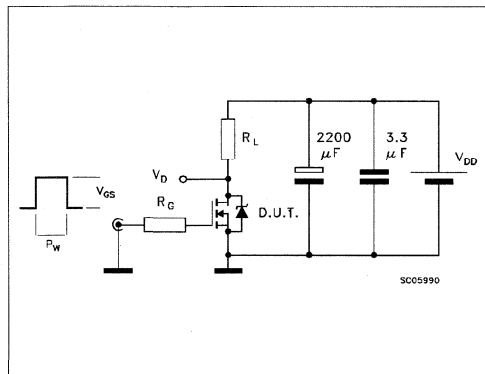 R_L
2200
µF
3.3
µF
V_DD
V_D
V_GS
R_G
D.U.T.
P_W
SC05990